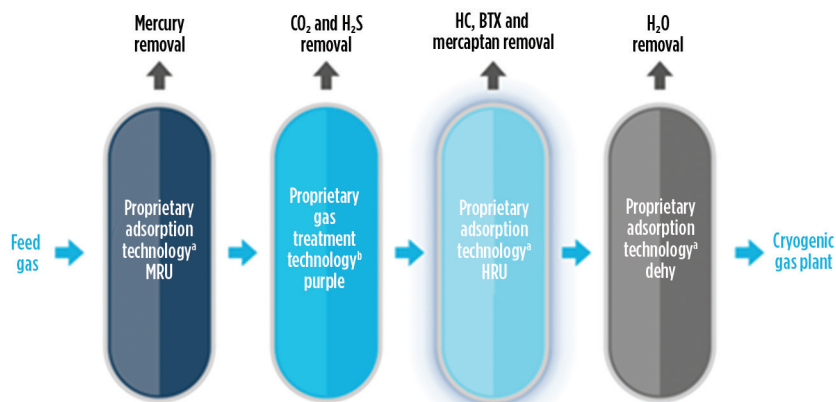 Mercury
removal
CO₂ and H₂S
removal
HC, BTX and
mercaptan removal
H₂O
removal
Feed
gas
Proprietary
adsorption
technologyᵃ
MRU
Proprietary
gas
treatment
technologyᵇ
purple
Proprietary
adsorption
technologyᵃ
HRU
Proprietary
adsorption
technologyᵃ
dehy
Cryogenic
gas plant